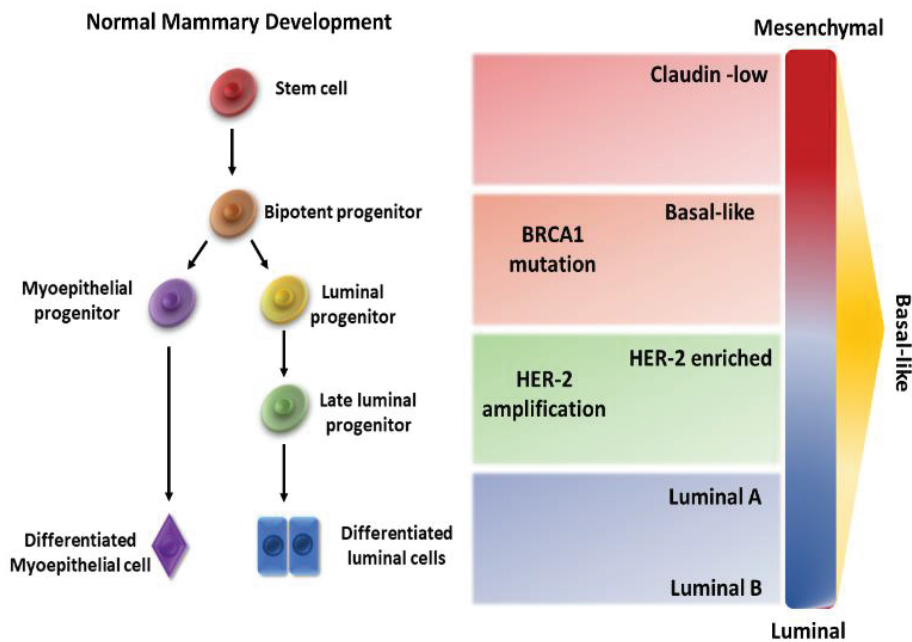 Normal Mammary Development
Stem cell
Bipotent progenitor
Myoepithelial
progenitor
Luminal
progenitor
Late luminal
progenitor
Differentiated
Myoepithelial cell
Differentiated
luminal cells
Mesenchymal
Claudin -low
Basal-like
BRCA1
mutation
HER-2 enriched
HER-2
amplification
Luminal A
Luminal B
Luminal
Basal-like